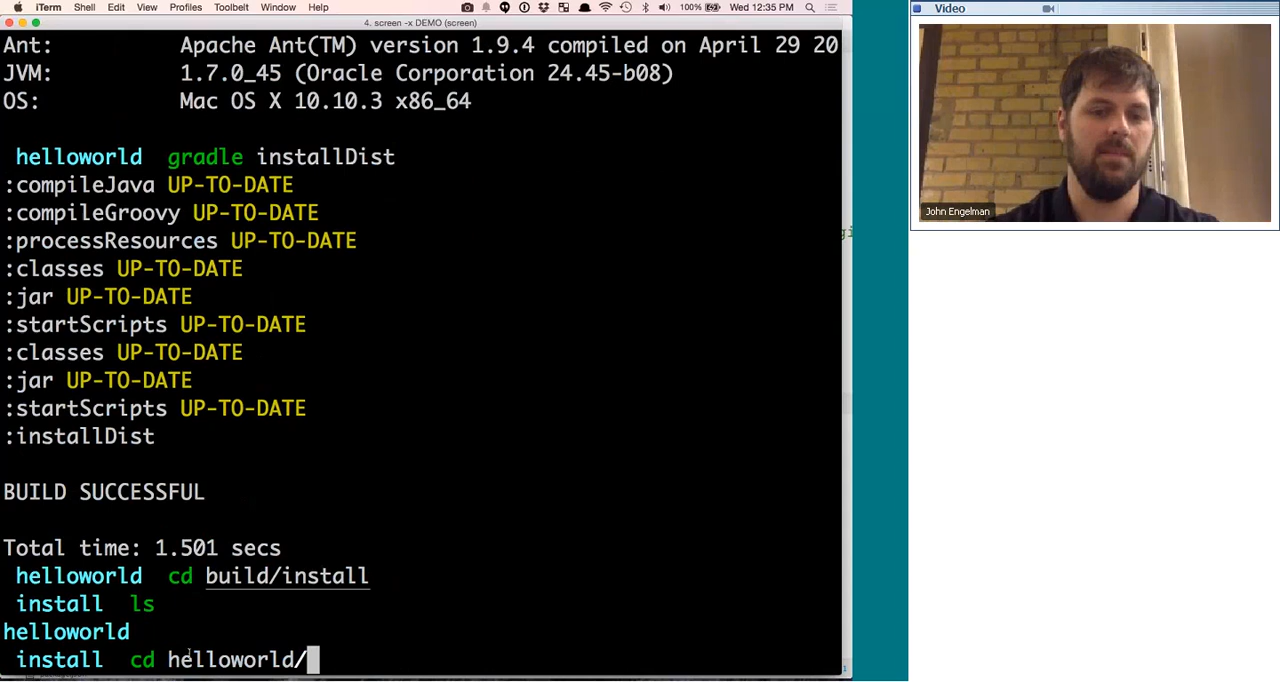 iTerm Shell Edit View Profiles Toolbelt Window Help 100% Wed 12:35 PM
4. screen -x DEMO (screen)
Ant: Apache Ant(TM) version 1.9.4 compiled on April 29 20
JVM: 1.7.0_45 (Oracle Corporation 24.45-b08)
OS: Mac OS X 10.10.3 x86_64
helloworld gradle installDist
:compileJava UP-TO-DATE
:compileGroovy UP-TO-DATE
:processResources UP-TO-DATE
:classes UP-TO-DATE
:jar UP-TO-DATE
:startScripts UP-TO-DATE
:classes UP-TO-DATE
:jar UP-TO-DATE
:startScripts UP-TO-DATE
:installDist
BUILD SUCCESSFUL
Total time: 1.501 secs
helloworld cd build/install
install ls
helloworld
install cd helloworld/
Video
John Engelman